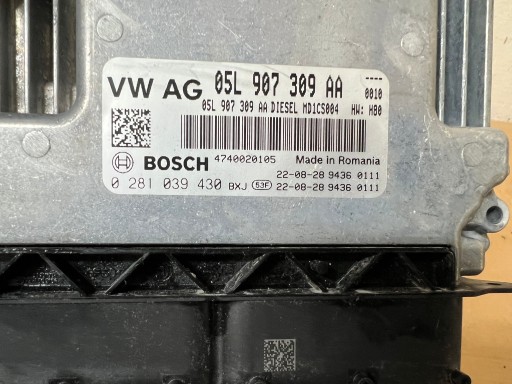 VW AG 05L 907 309 AA ----
0010
05L 907 309 AA DIESEL MD1CS004 HW: H80
4740020105 Made in Romania
BOSCH
22-08-28 9436 0111
0 281 039 430 BXJ 53F 22-08-28 9436 0111